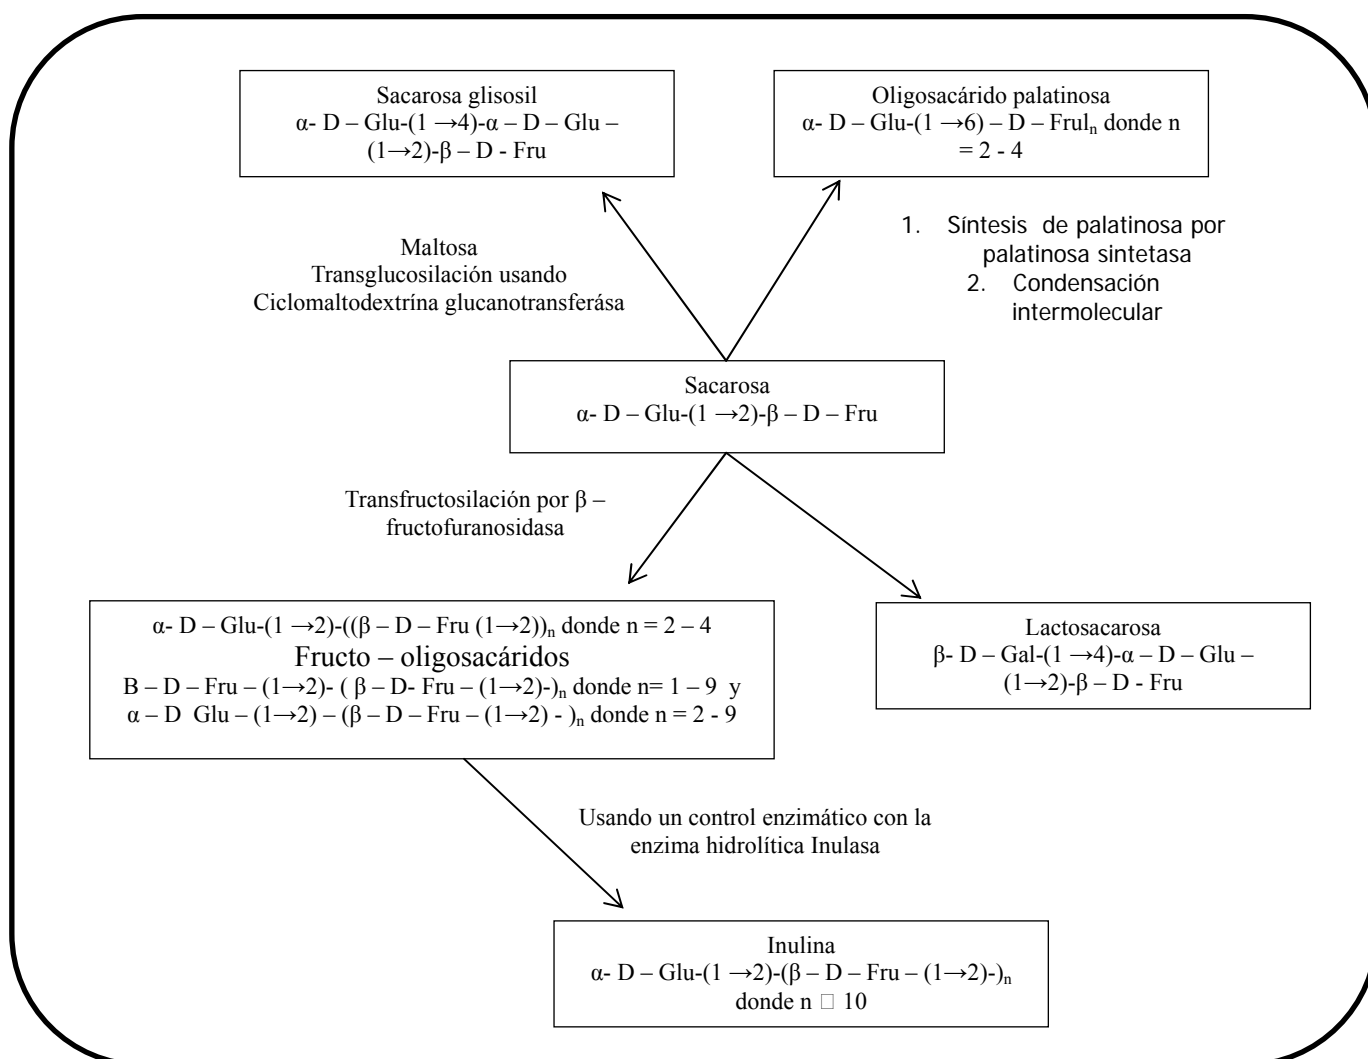 Sacarosa glisosil
α- D – Glu-(1 →4)-α – D – Glu –
(1→2)-β – D - Fru
Oligosacárido palatinosa
α- D – Glu-(1 →6) – D – Frulₙ donde n
= 2 - 4
Maltosa
Transglucosilación usando
Ciclomaltodextrína glucanotransferása
1. Síntesis de palatinosa por
palatinosa sintetasa
2. Condensación
intermolecular
Sacarosa
α- D – Glu-(1 →2)-β – D – Fru
Transfructosilación por β –
fructofuranosidasa
α- D – Glu-(1 →2)-((β – D – Fru (1→2))ₙ donde n = 2 – 4
Fructo – oligosacáridos
B – D – Fru – (1→2)- ( β – D- Fru – (1→2)-)ₙ donde n= 1 – 9 y
α – D Glu – (1→2) – (β – D – Fru – (1→2) - )ₙ donde n = 2 - 9
Lactosacarosa
β- D – Gal-(1 →4)-α – D – Glu –
(1→2)-β – D - Fru
Usando un control enzimático con la
enzima hidrolítica Inulasa
Inulina
α- D – Glu-(1 →2)-(β – D – Fru – (1→2)-)ₙ
donde n □ 10